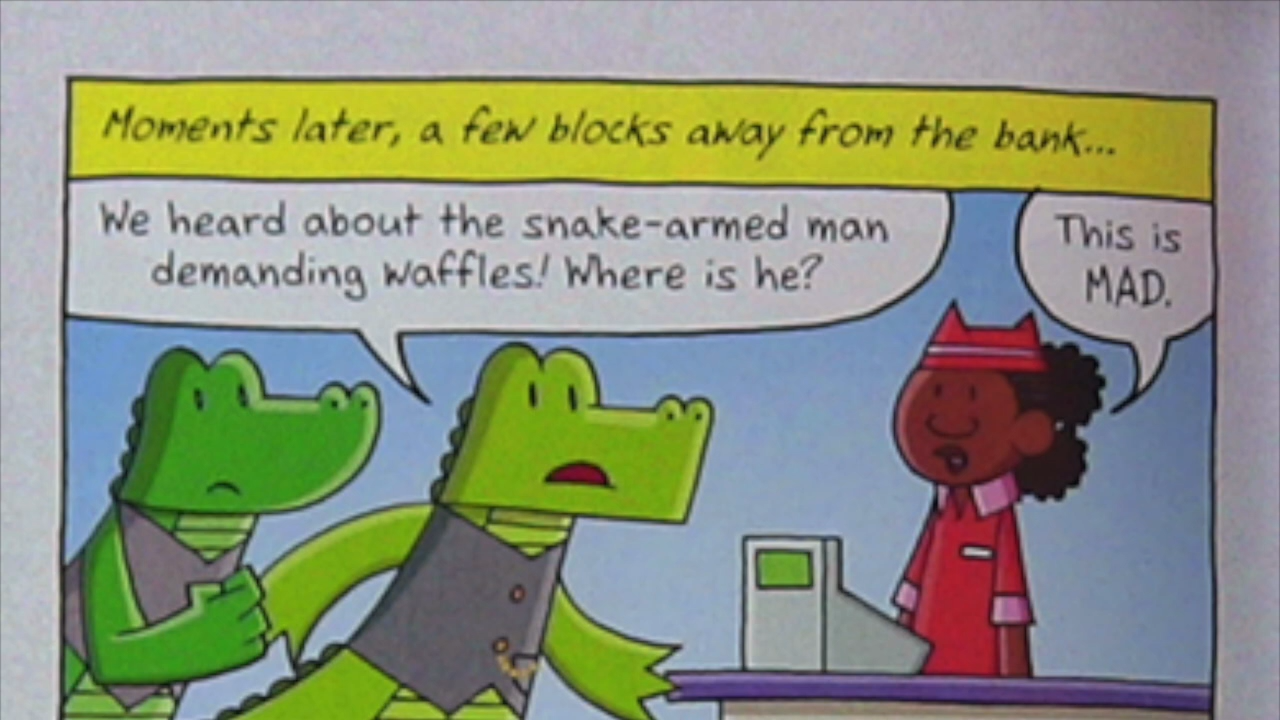 Moments later, a few blocks away from the bank...
We heard about the snake-armed man
demanding waffles! Where is he?
This is
MAD.